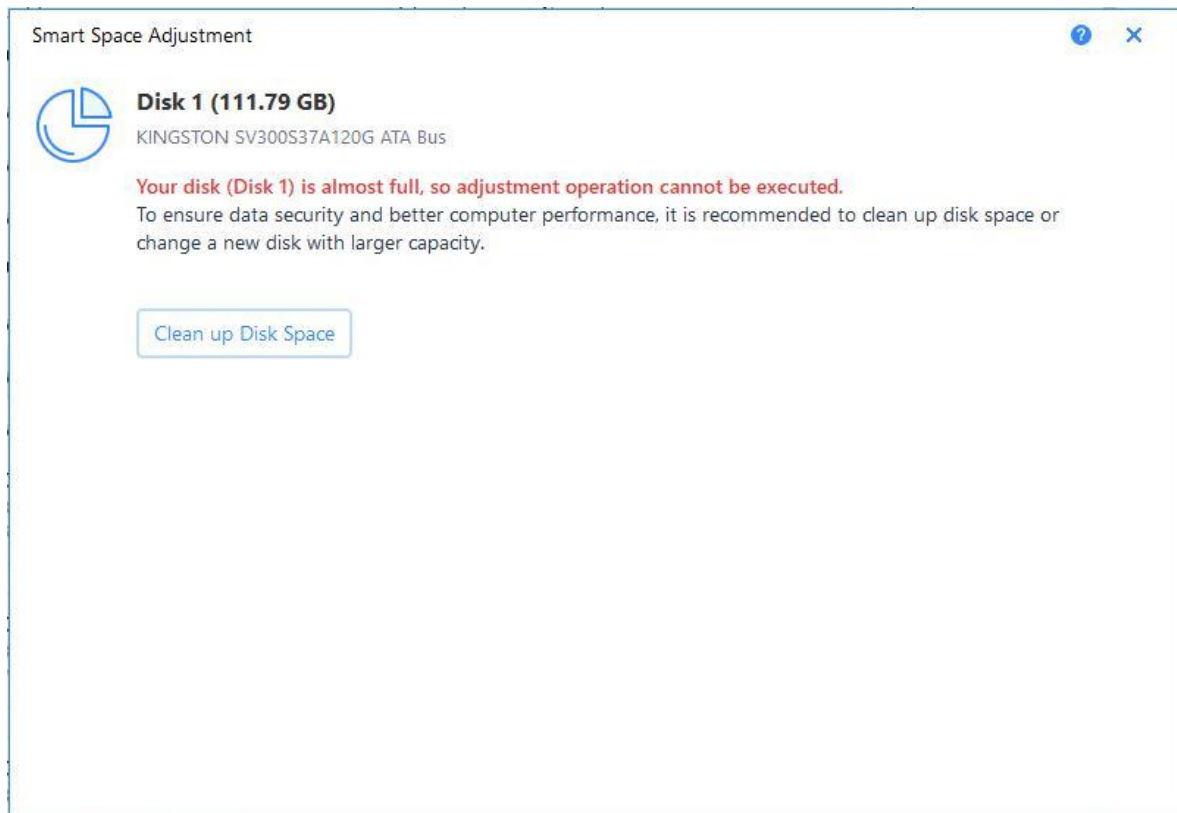 Smart Space Adjustment
Disk 1 (111.79 GB)
KINGSTON SV300S37A120G ATA Bus
Your disk (Disk 1) is almost full, so adjustment operation cannot be executed.
To ensure data security and better computer performance, it is recommended to clean up disk space or
change a new disk with larger capacity.
Clean up Disk Space